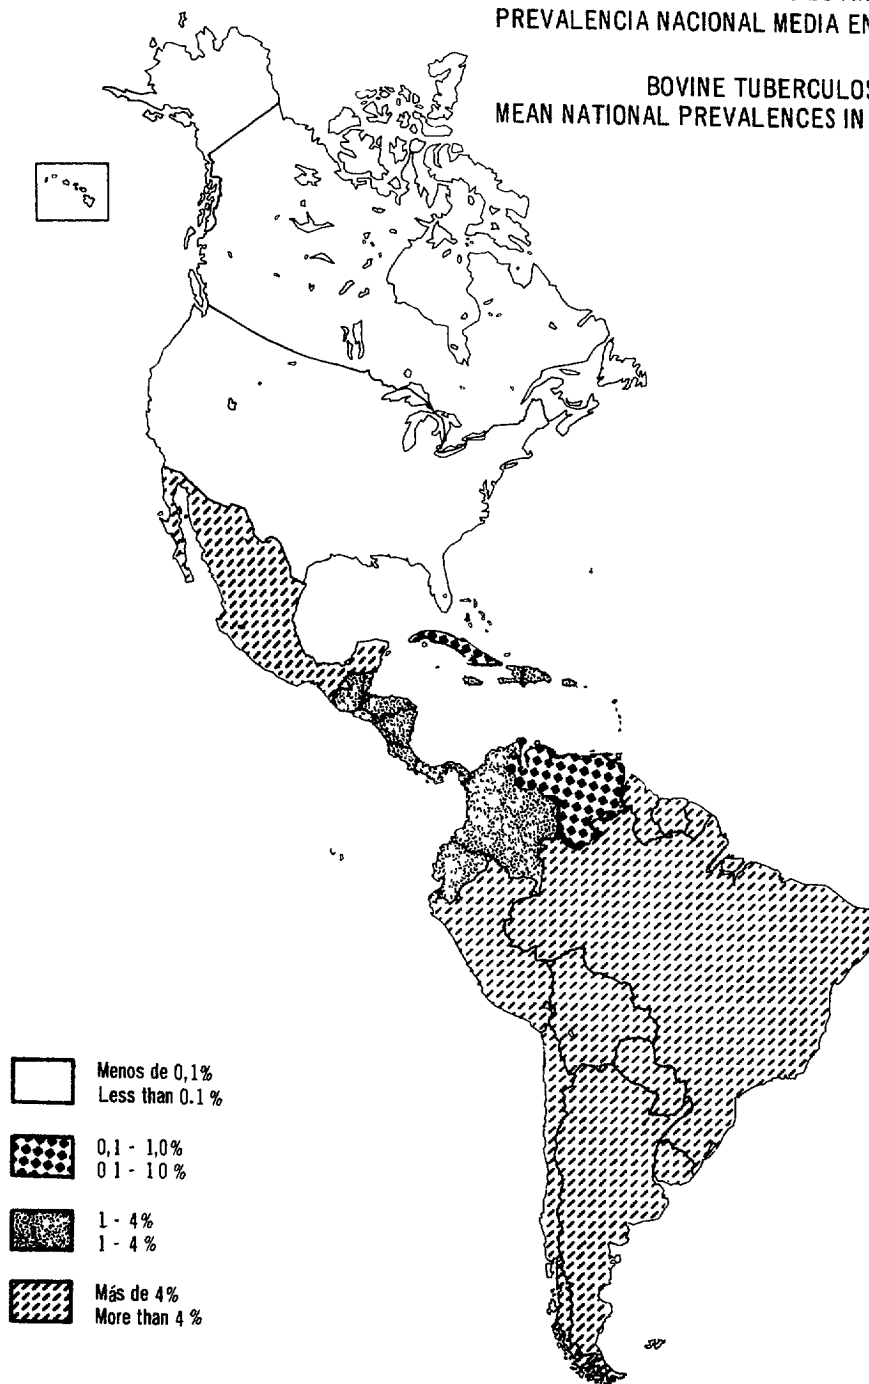 PREVALENCIA NACIONAL MEDIA EN
BOVINE TUBERCULOS
MEAN NATIONAL PREVALENCES IN
Menos de 0,1%
Less than 0.1 %
0,1 - 1,0%
0 1 - 1 0 %
1 - 4 %
1 - 4 %
Más de 4%
More than 4 %